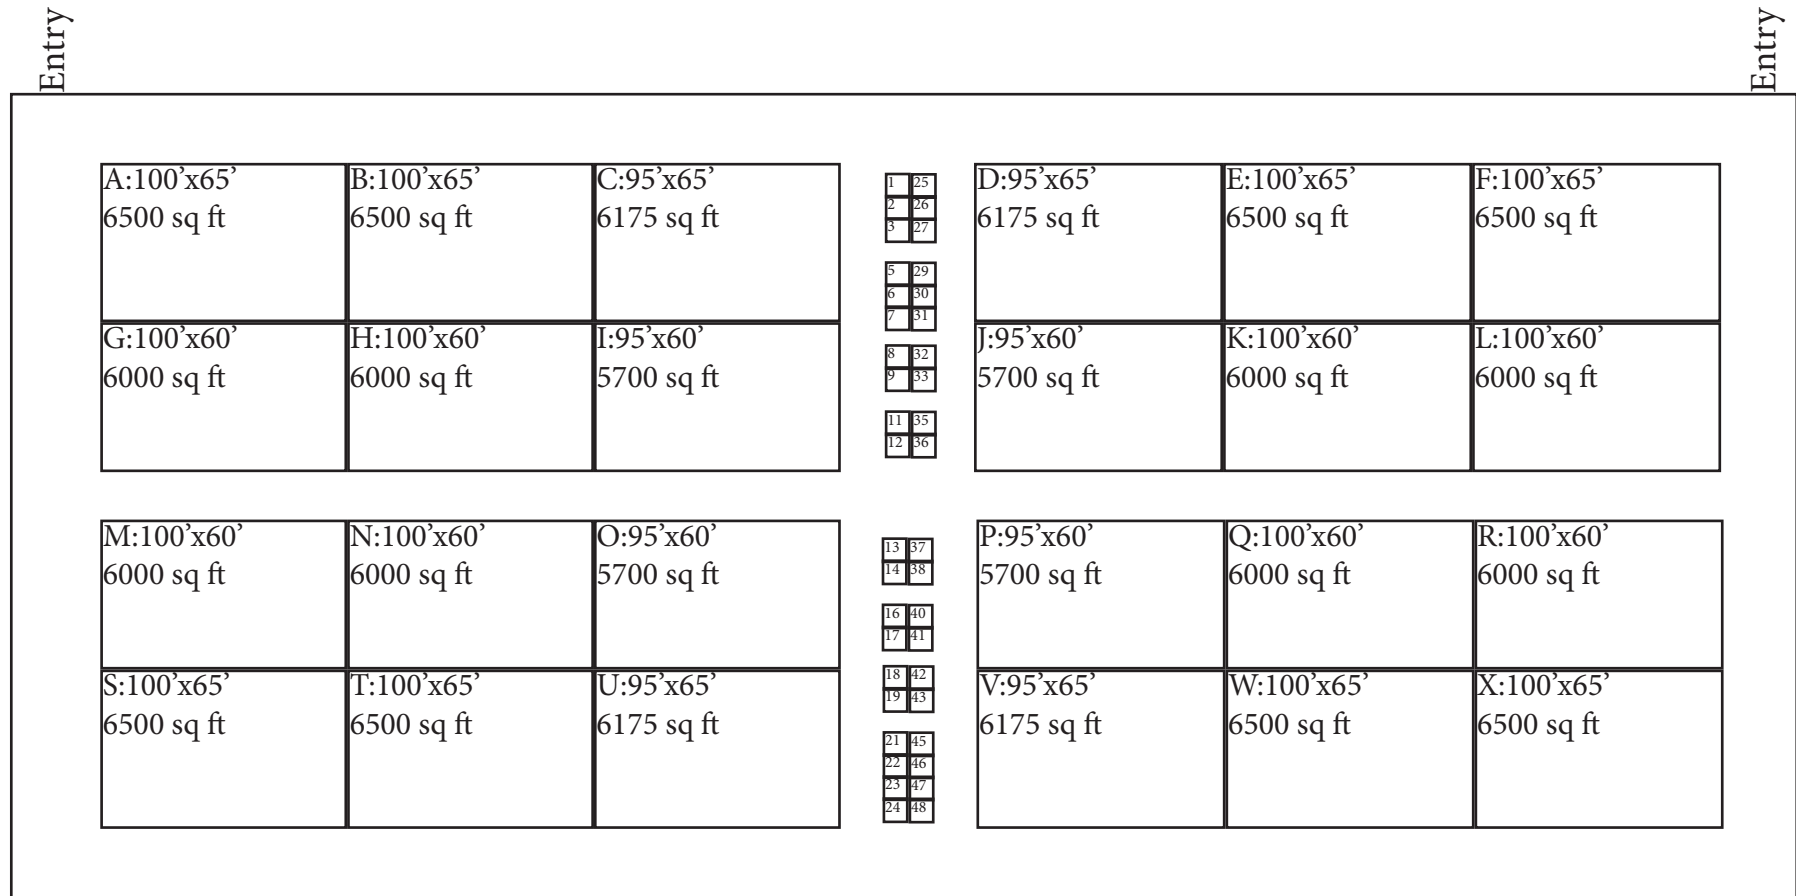 Entry
Entry
A:100’x65’
6500 sq ft
B:100’x65’
6500 sq ft
C:95’x65’
6175 sq ft
1 25
2 26
3 27
5 29
6 30
7 31
D:95’x65’
6175 sq ft
E:100’x65’
6500 sq ft
F:100’x65’
6500 sq ft
G:100’x60’
6000 sq ft
H:100’x60’
6000 sq ft
I:95’x60’
5700 sq ft
8 32
9 33
11 35
12 36
J:95’x60’
5700 sq ft
K:100’x60’
6000 sq ft
L:100’x60’
6000 sq ft
M:100’x60’
6000 sq ft
N:100’x60’
6000 sq ft
O:95’x60’
5700 sq ft
13 37
14 38
16 40
17 41
P:95’x60’
5700 sq ft
Q:100’x60’
6000 sq ft
R:100’x60’
6000 sq ft
S:100’x65’
6500 sq ft
T:100’x65’
6500 sq ft
U:95’x65’
6175 sq ft
18 42
19 43
21 45
22 46
23 47
24 48
V:95’x65’
6175 sq ft
W:100’x65’
6500 sq ft
X:100’x65’
6500 sq ft